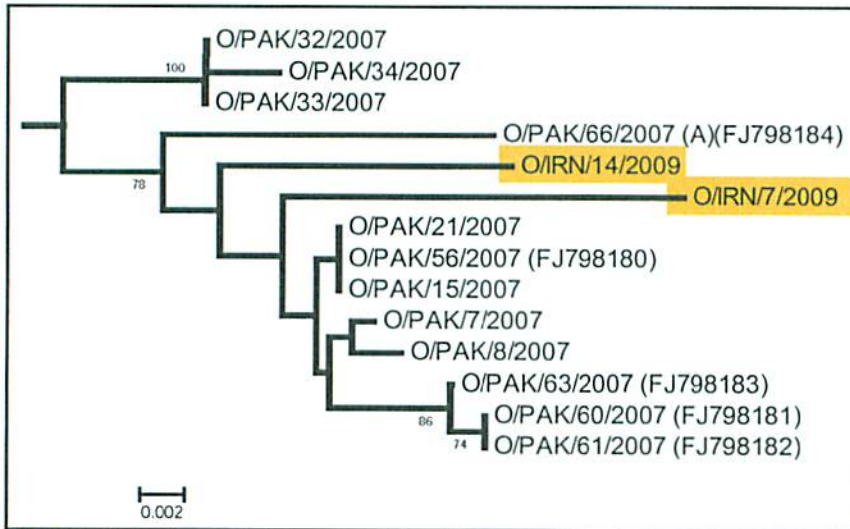 O/PAK/32/2007
100
O/PAK/34/2007
O/PAK/33/2007
O/PAK/66/2007 (A)(FJ798184)
O/IRN/14/2009
78
O/IRN/7/2009
O/PAK/21/2007
O/PAK/56/2007 (FJ798180)
O/PAK/15/2007
O/PAK/7/2007
O/PAK/8/2007
O/PAK/63/2007 (FJ798183)
86
O/PAK/60/2007 (FJ798181)
74
O/PAK/61/2007 (FJ798182)
0.002